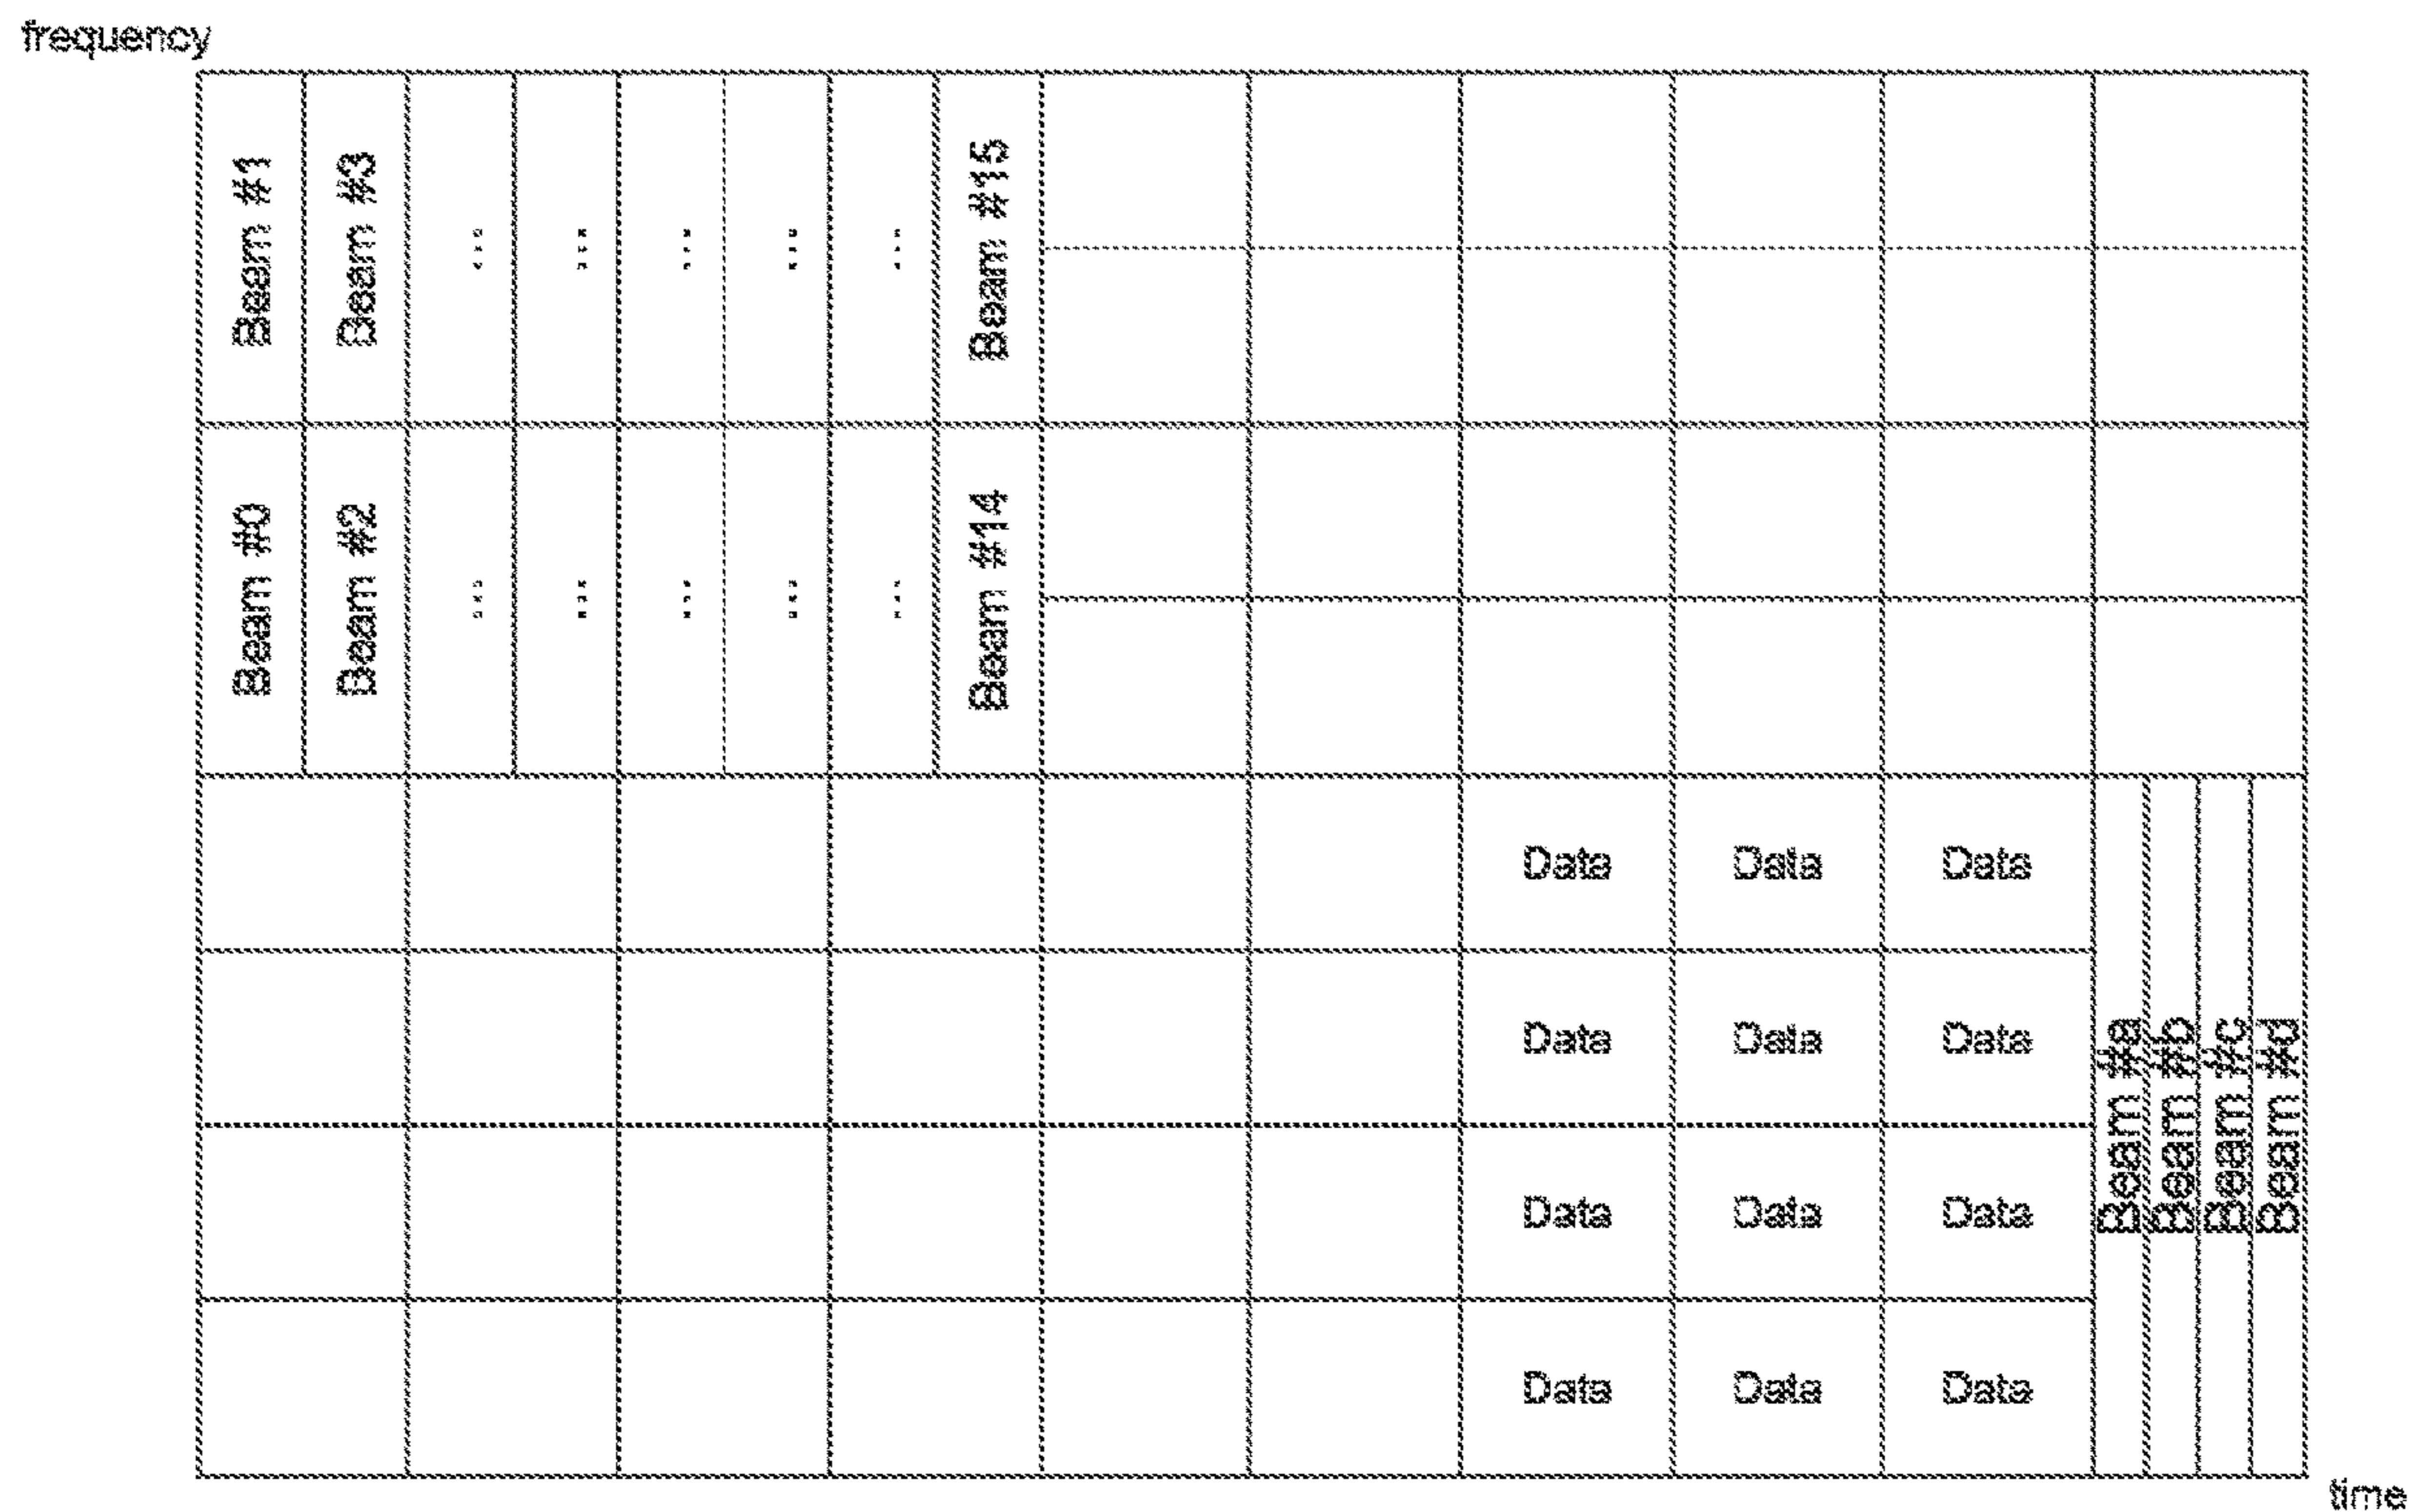 frequency
Beam #1
Beam #3
...
...
...
...
...
Beam #15
Beam #0
Beam #2
...
...
...
...
...
Beam #14
Data Data Data
Data Data Data
Data Data Data
Data Data Data
Beam #a
Beam #b
Beam #c
Beam #d
time